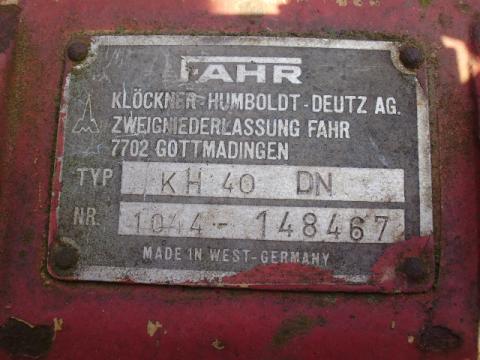 FAHR
KLÖCKNER-HUMBOLDT-DEUTZ AG.
ZWEIGNIEDERLASSUNG FAHR
7702 GOTTMADINGEN
TYP KH 40 DN
NR. 1044-148467
MADE IN WEST-GERMANY